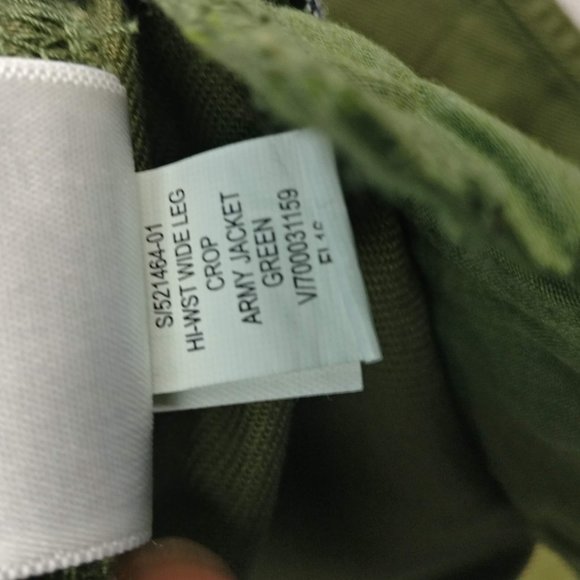 S/521464-01
HI-WST WIDE LEG
CROP
ARMY JACKET
GREEN
V/700031159